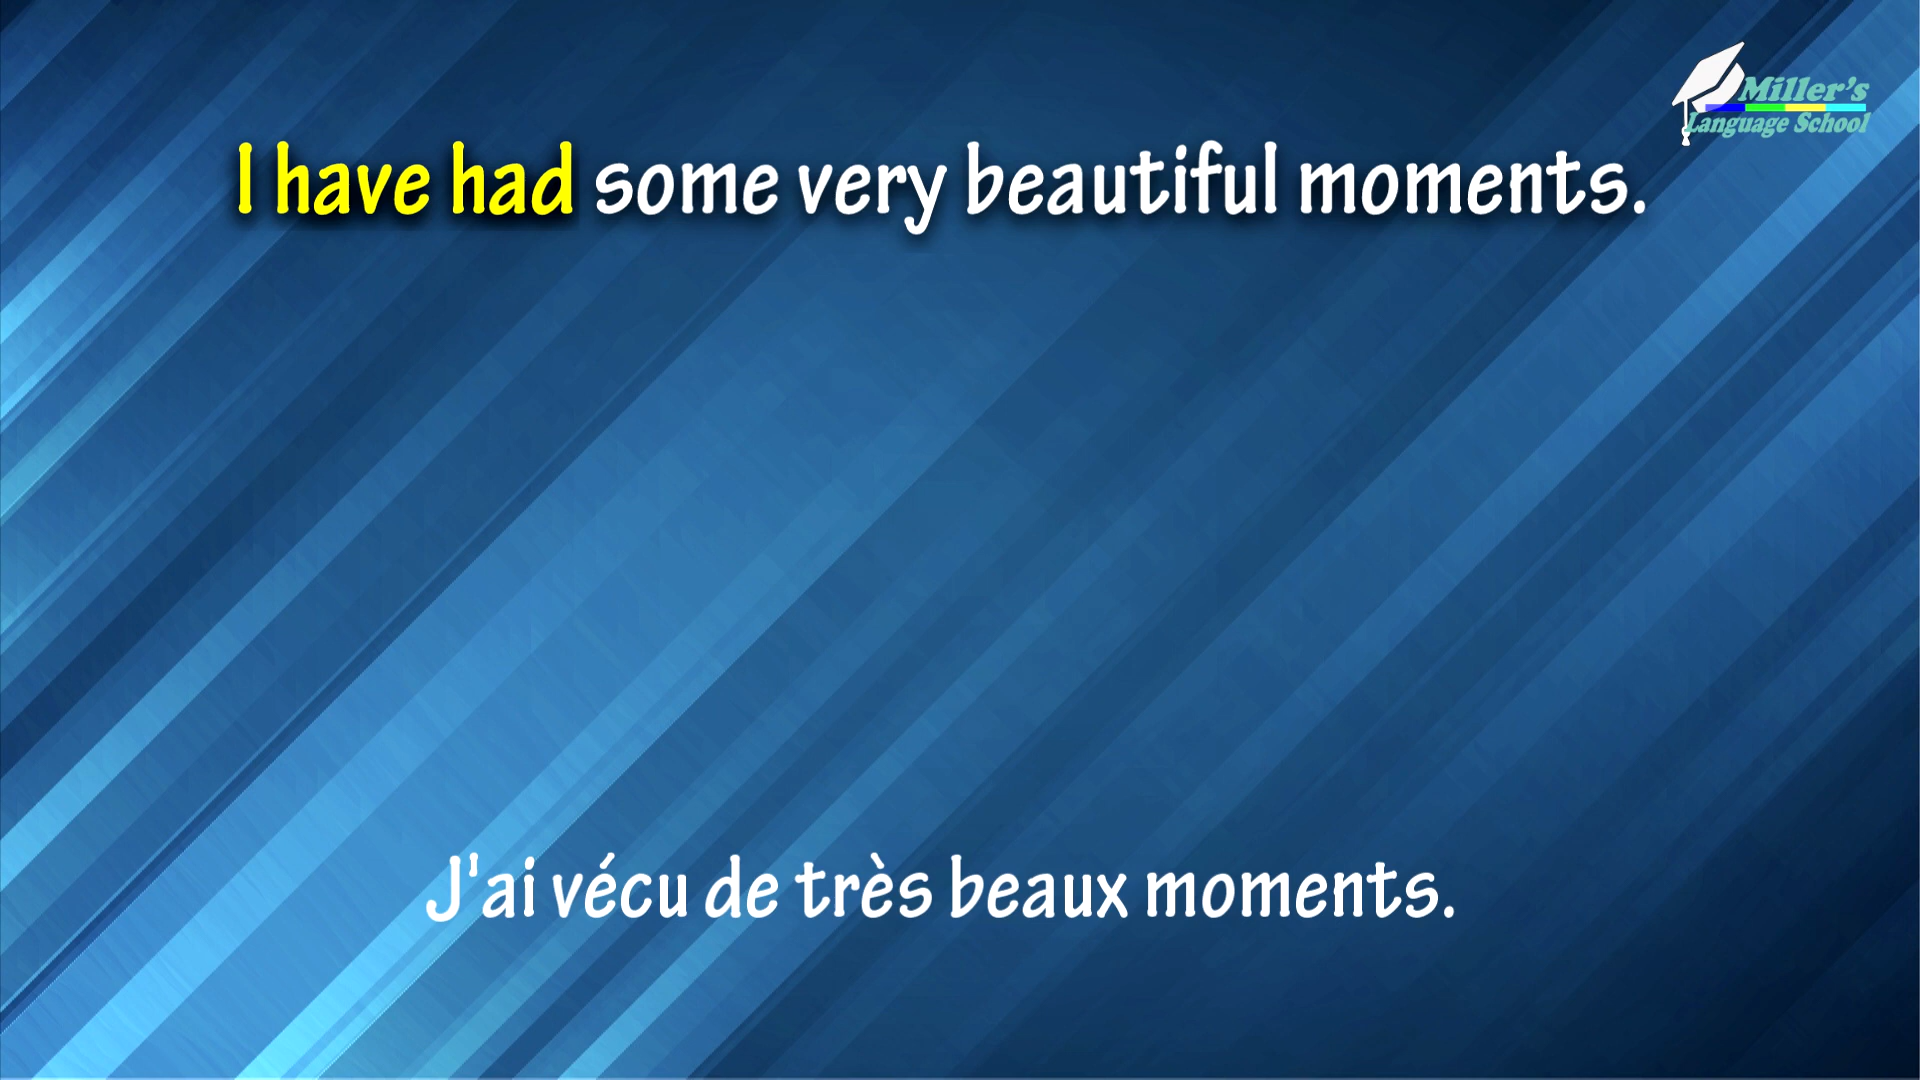 Miller's
Language School
I have had some very beautiful moments.
J'ai vécu de très beaux moments.